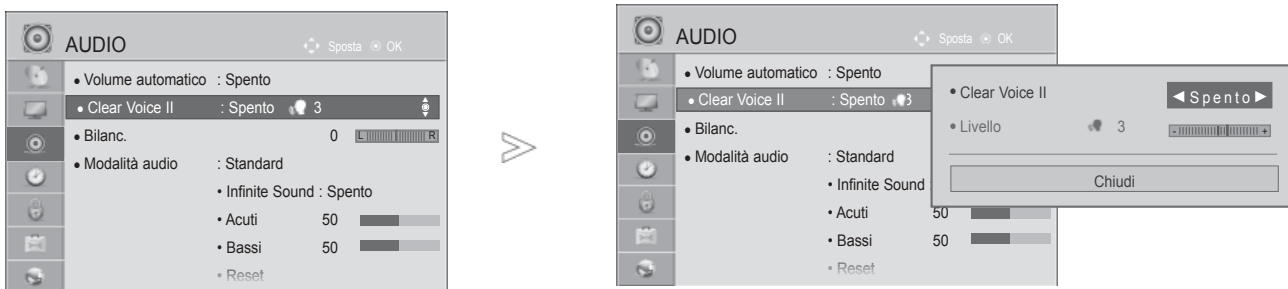 AUDIO
Sposta OK
• Volume automatico : Spento
• Clear Voice II : Spento 3
• Bilanc. 0 L R
• Modalità audio : Standard
• Infinite Sound : Spento
• Acuti 50
• Bassi 50
• Reset
AUDIO
Sposta OK
• Volume automatico : Spento
• Clear Voice II : Spento 3
• Bilanc.
• Modalità audio : Standard
• Infinite Sound :
• Acuti 50
• Bassi 50
• Reset
• Clear Voice II ◄ Spento ►
• Livello 3 - +
Chiudi